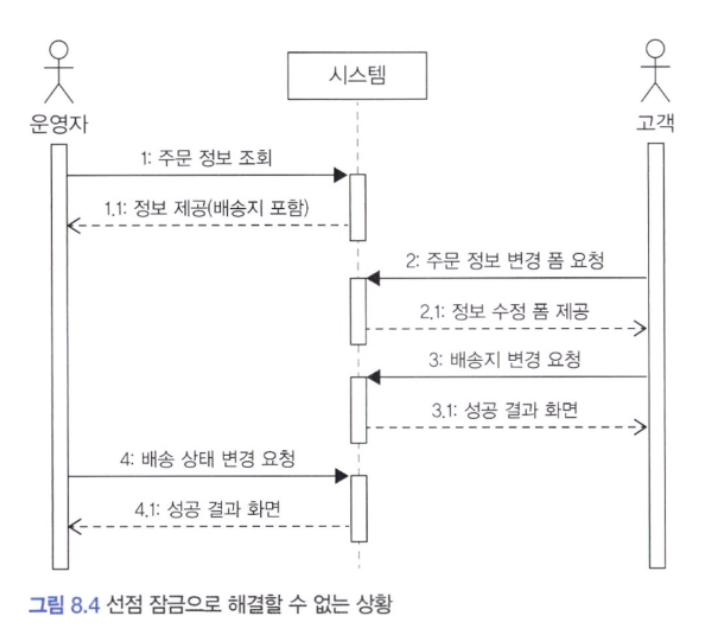 시스템
운영자
고객
1: 주문 정보 조회
1.1: 정보 제공(배송지 포함)
2: 주문 정보 변경 폼 요청
2.1: 정보 수정 폼 제공
3: 배송지 변경 요청
3.1: 성공 결과 화면
4: 배송 상태 변경 요청
4.1: 성공 결과 화면
그림 8.4 선점 잠금으로 해결할 수 없는 상황